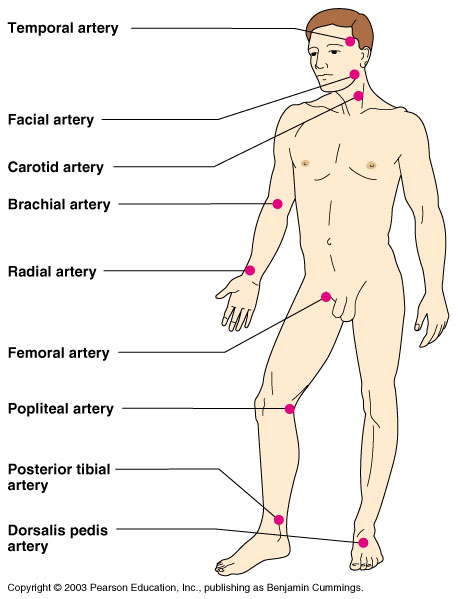 Temporal artery
Facial artery
Carotid artery
Brachial artery
Radial artery
Femoral artery
Popliteal artery
Posterior tibial
artery
Dorsalis pedis
artery
Copyright © 2003 Pearson Education, Inc., publishing as Benjamin Cummings.